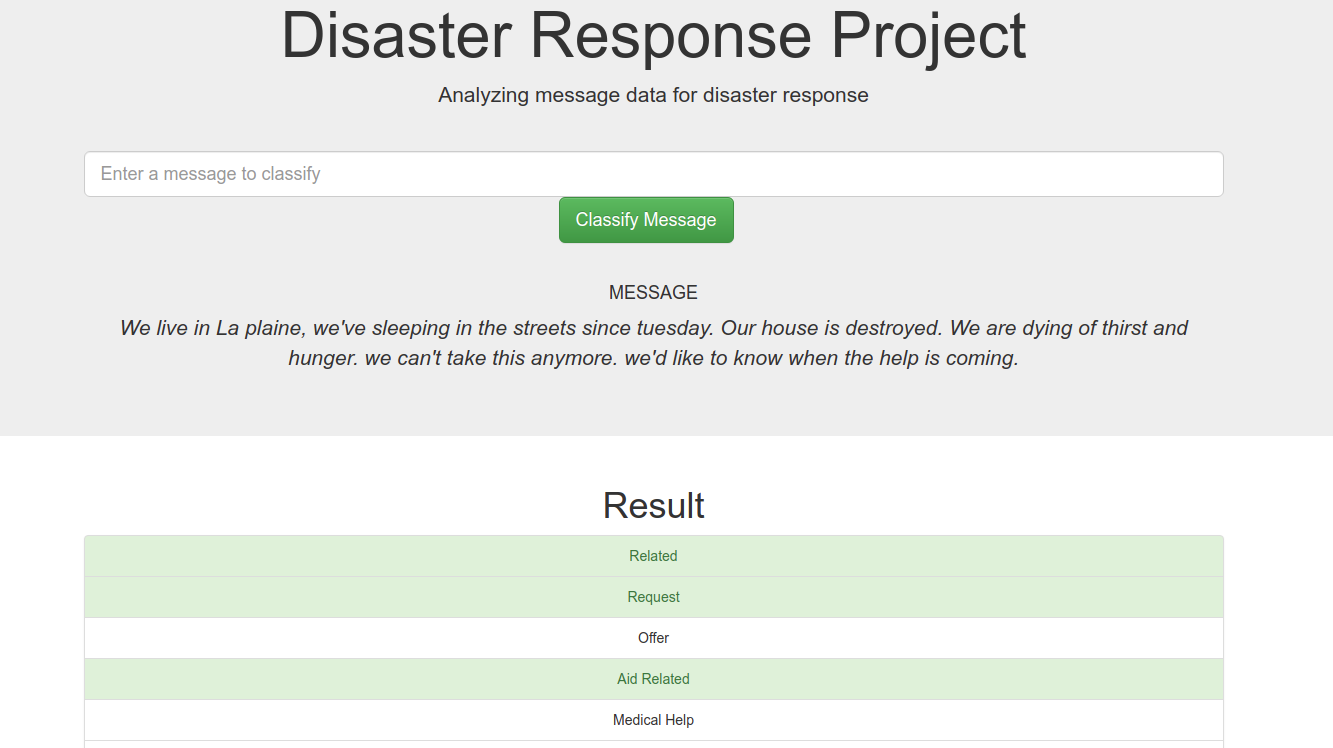 Disaster Response Project
Analyzing message data for disaster response
Enter a message to classify
Classify Message
MESSAGE
We live in La plaine, we've sleeping in the streets since tuesday. Our house is destroyed. We are dying of thirst and
hunger. we can't take this anymore. we'd like to know when the help is coming.
Result
Related
Request
Offer
Aid Related
Medical Help